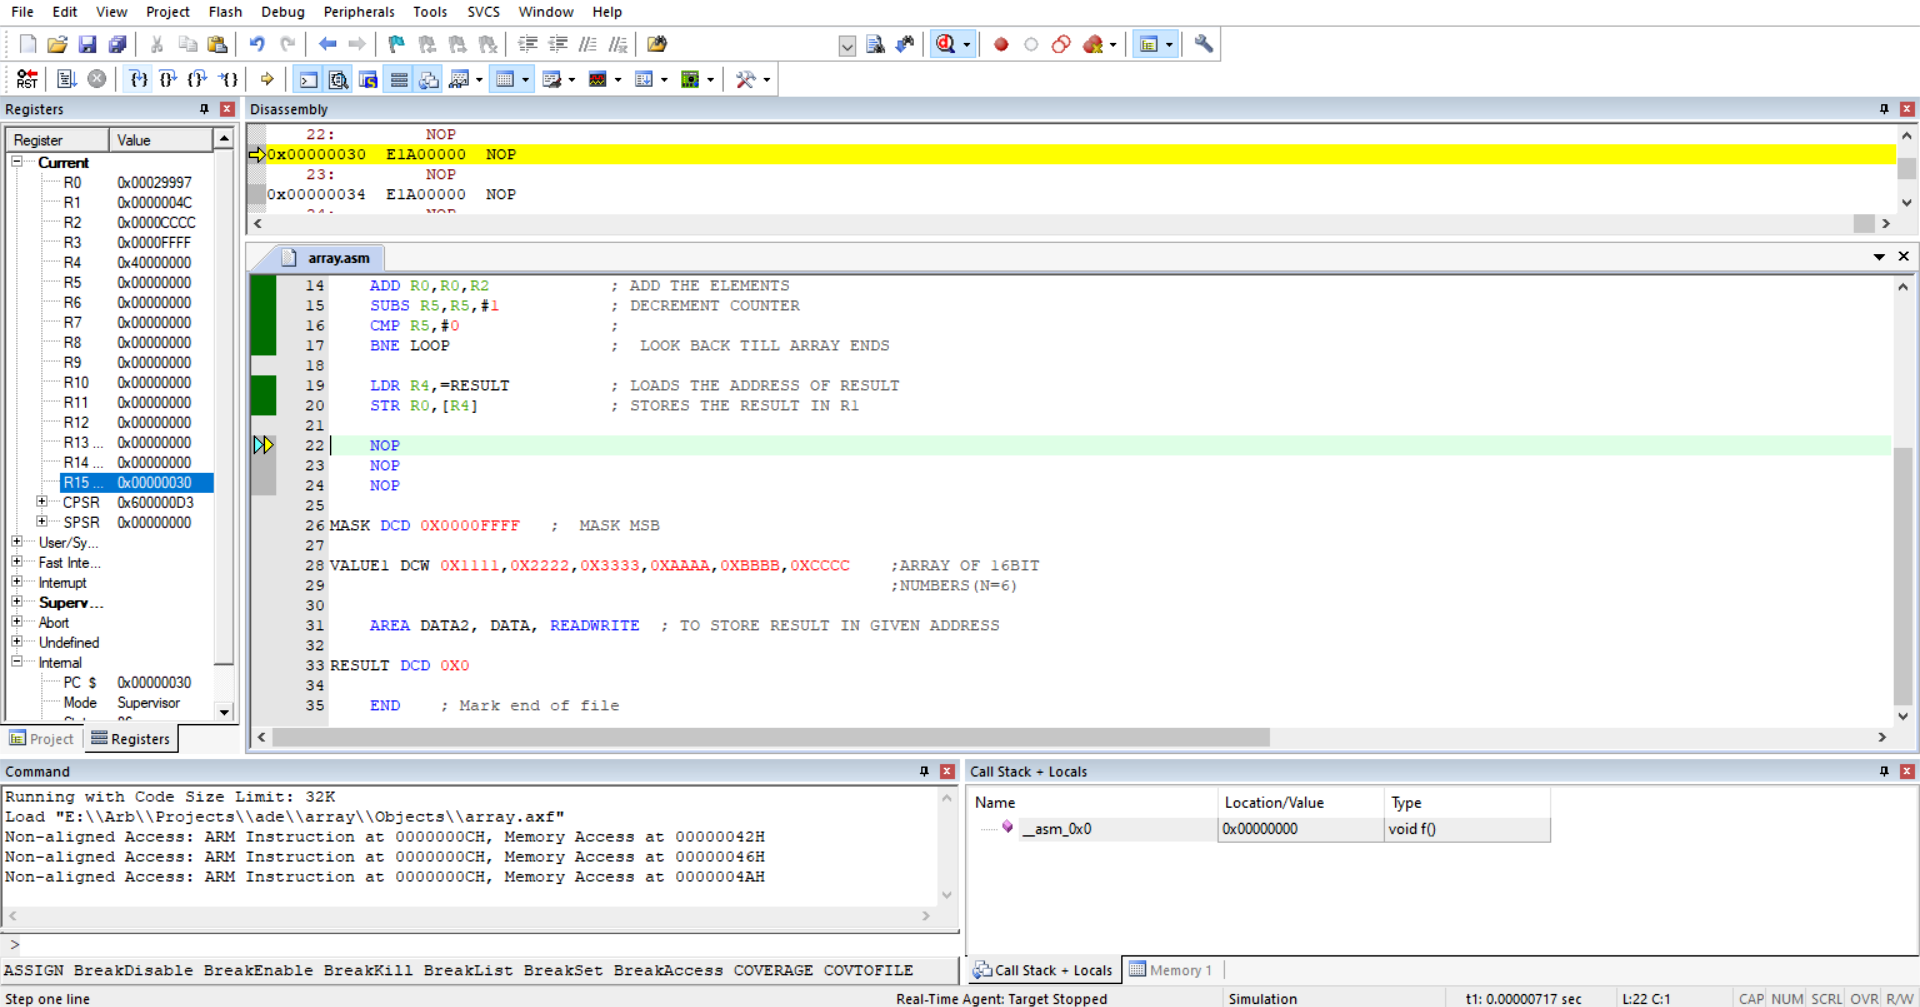 File Edit View Project Flash Debug Peripherals Tools SVCS Window Help
RST
Registers
Register Value
Current
R0 0x00029997
R1 0x0000004C
R2 0x0000CCCC
R3 0x0000FFFF
R4 0x40000000
R5 0x00000000
R6 0x00000000
R7 0x00000000
R8 0x00000000
R9 0x00000000
R10 0x00000000
R11 0x00000000
R12 0x00000000
R13 ... 0x00000000
R14 ... 0x00000000
R15 ... 0x00000030
CPSR 0x600000D3
SPSR 0x00000000
User/Sy...
Fast Inte...
Interrupt
Superv...
Abort
Undefined
Internal
PC $ 0x00000030
Mode Supervisor
Project Registers
Disassembly
22: NOP
0x00000030 E1A00000 NOP
23: NOP
0x00000034 E1A00000 NOP
24: NOP
array.asm
14 ADD R0,R0,R2 ; ADD THE ELEMENTS
15 SUBS R5,R5,#1 ; DECREMENT COUNTER
16 CMP R5,#0 ;
17 BNE LOOP ; LOOK BACK TILL ARRAY ENDS
18
19 LDR R4,=RESULT ; LOADS THE ADDRESS OF RESULT
20 STR R0,[R4] ; STORES THE RESULT IN R1
21
22 NOP
23 NOP
24 NOP
25
26 MASK DCD 0X0000FFFF ; MASK MSB
27
28 VALUE1 DCW 0X1111,0X2222,0X3333,0XAAAA,0XBBBB,0XCCCC ;ARRAY OF 16BIT
29 ;NUMBERS(N=6)
30
31 AREA DATA2, DATA, READWRITE ; TO STORE RESULT IN GIVEN ADDRESS
32
33 RESULT DCD 0X0
34
35 END ; Mark end of file
Command
Running with Code Size Limit: 32K
Load "E:\\Arb\\Projects\\ade\\array\\Objects\\array.axf"
Non-aligned Access: ARM Instruction at 0000000CH, Memory Access at 00000042H
Non-aligned Access: ARM Instruction at 0000000CH, Memory Access at 00000046H
Non-aligned Access: ARM Instruction at 0000000CH, Memory Access at 0000004AH
>
ASSIGN BreakDisable BreakEnable BreakKill BreakList BreakSet BreakAccess COVERAGE COVTOFILE
Call Stack + Locals
Name Location/Value Type
__asm_0x0 0x00000000 void f()
Call Stack + Locals Memory 1
Step one line Real-Time Agent: Target Stopped Simulation t1: 0.00000717 sec L:22 C:1 CAP NUM SCRL OVR R/W